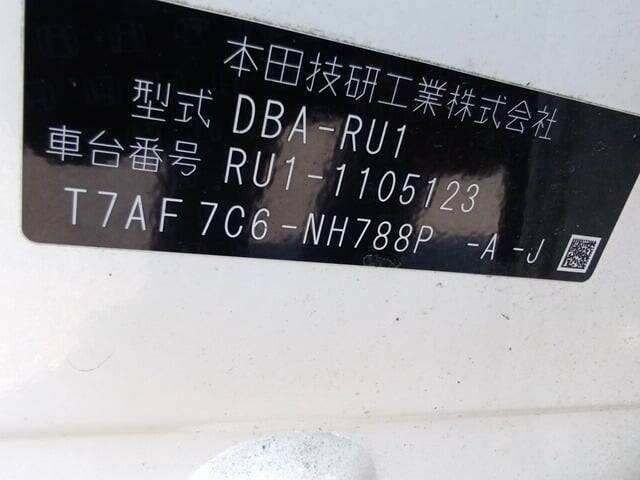 本田技研工業株式会社
型式 DBA-RU1
車台番号 RU1-1105123
T7AF 7C6-NH788P -A -J